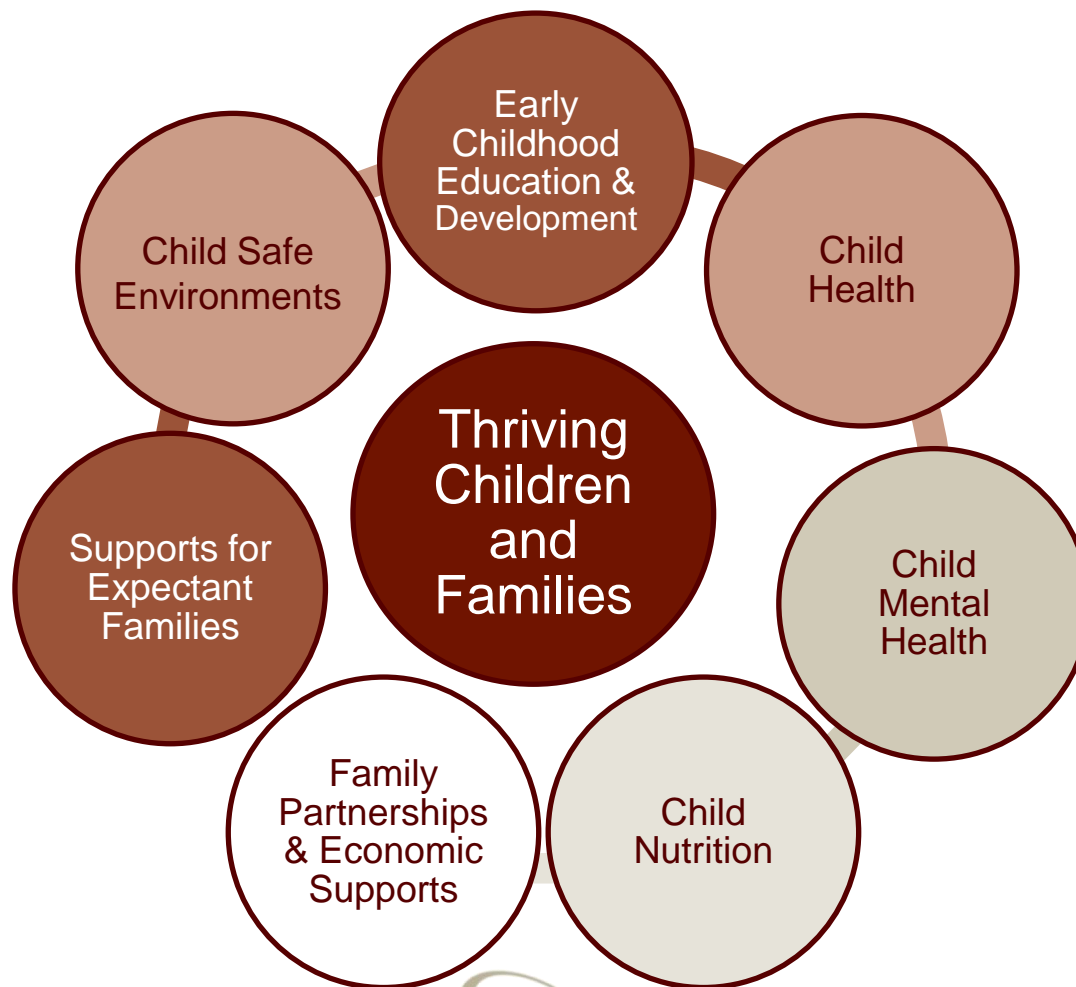 Early
Childhood
Education &
Development
Child
Health
Child
Mental
Health
Child
Nutrition
Family
Partnerships
& Economic
Supports
Supports for
Expectant
Families
Child Safe
Environments
Thriving
Children
and
Families